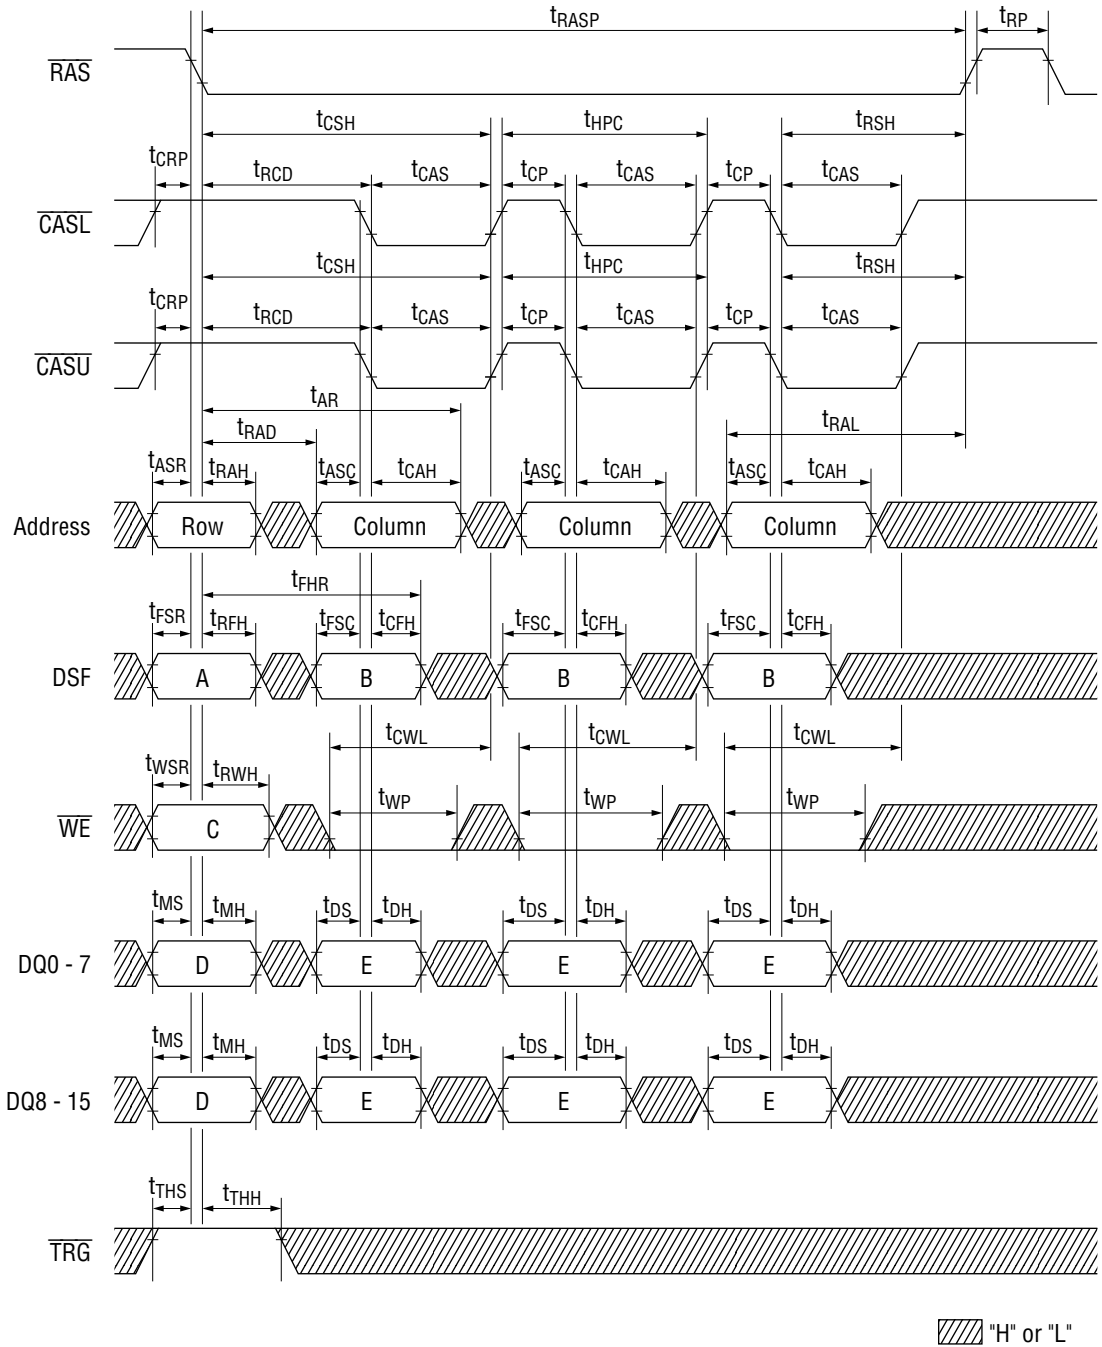 tRASP tRP
RAS
tCSH tHPC tRSH
tCRP tRCD tCAS tCP tCAS tCP tCAS
CASL
tCSH tHPC tRSH
tCRP tRCD tCAS tCP tCAS tCP tCAS
CASU
tAR
tRAD tRAL
tASR tRAH tASC tCAH tASC tCAH tASC tCAH
Address Row Column Column Column
tFHR
tFSR tRFH tFSC tCFH tFSC tCFH tFSC tCFH
DSF A B B B
tCWL tCWL tCWL
tWSR tRWH tWP tWP tWP
WE C
tMS tMH tDS tDH tDS tDH tDS tDH
DQ0 - 7 D E E E
tMS tMH tDS tDH tDS tDH tDS tDH
DQ8 - 15 D E E E
tTHS tTHH
TRG
"H" or "L"